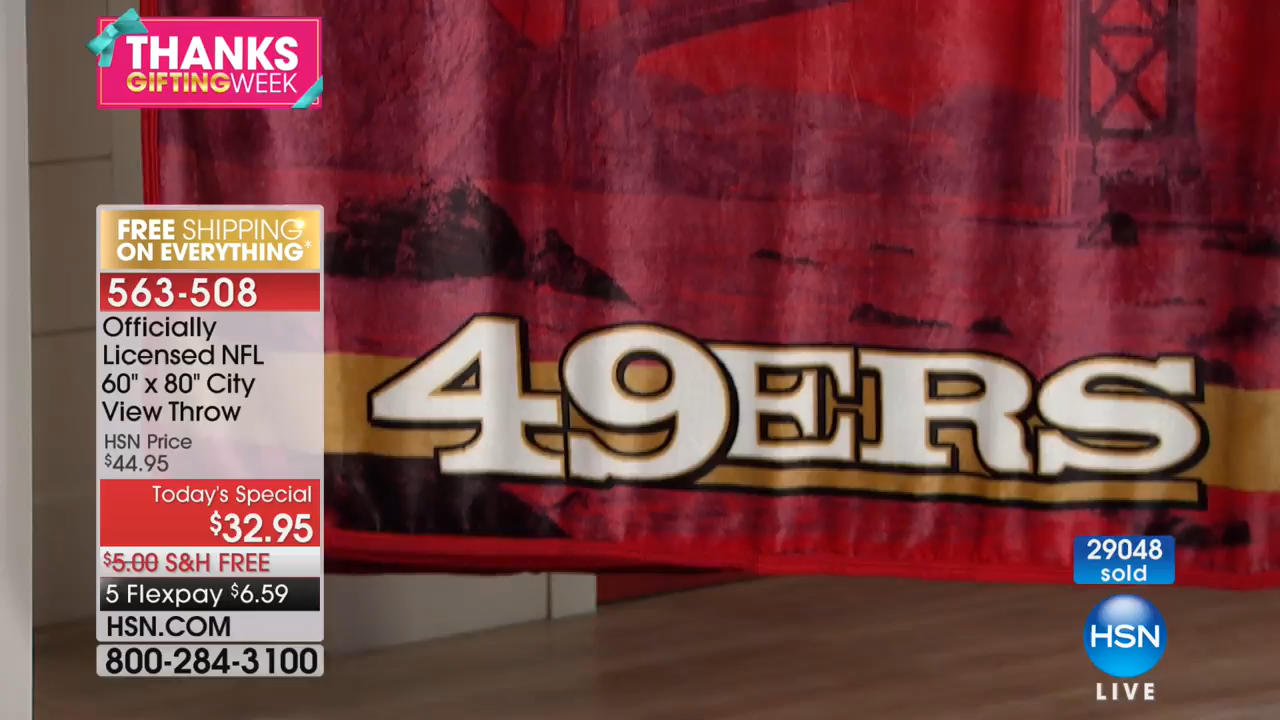 THANKS
GIFTINGWEEK
FREE SHIPPING
ON EVERYTHING*
563-508
Officially
Licensed NFL
60" x 80" City
View Throw
HSN Price
$44.95
Today's Special
$32.95
$5.00 S&H FREE
5 Flexpay $6.59
HSN.COM
800-284-3100
49ERS
29048
sold
HSN
LIVE